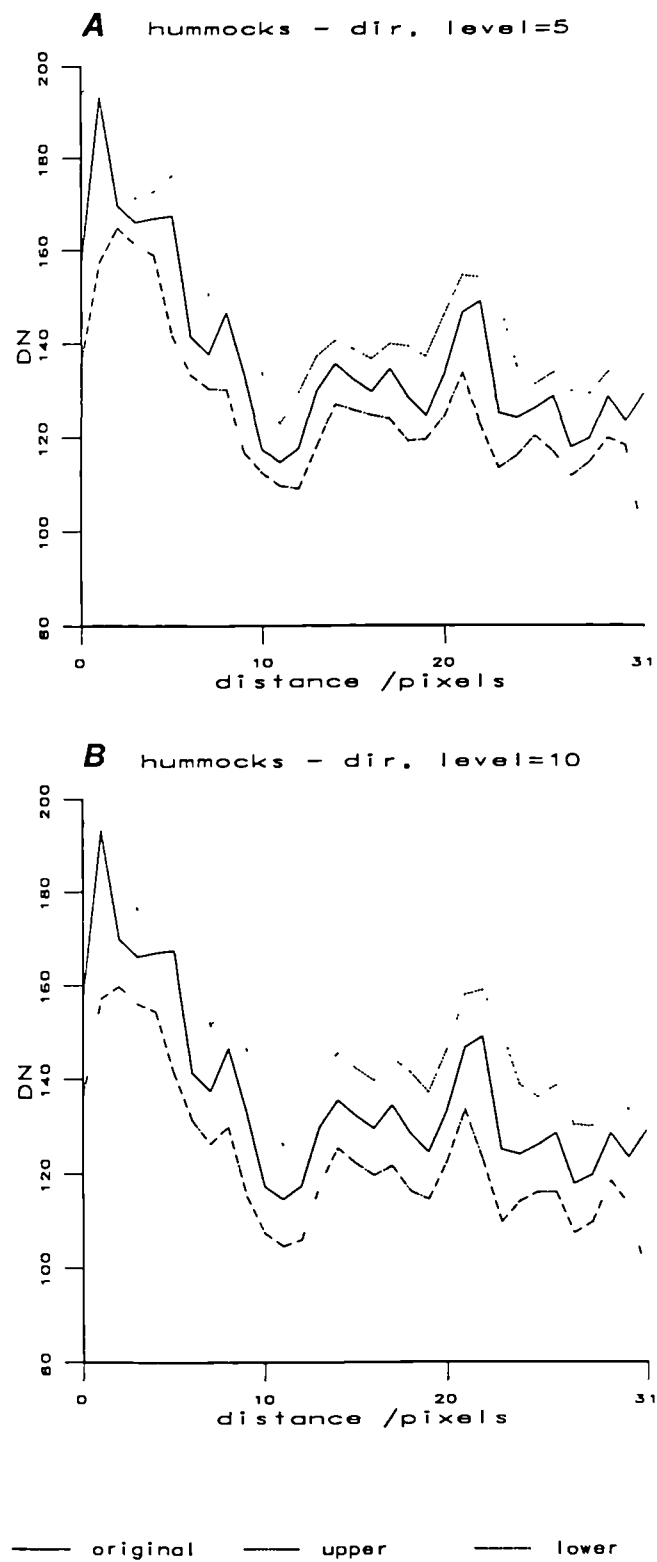 A hummocks - dir, level=5
200
180
160
140
120
100
80
DN
0 10 20 31
distance /pixels
B hummocks - dir, level=10
200
180
160
140
120
100
80
DN
0 10 20 31
distance /pixels
original upper lower